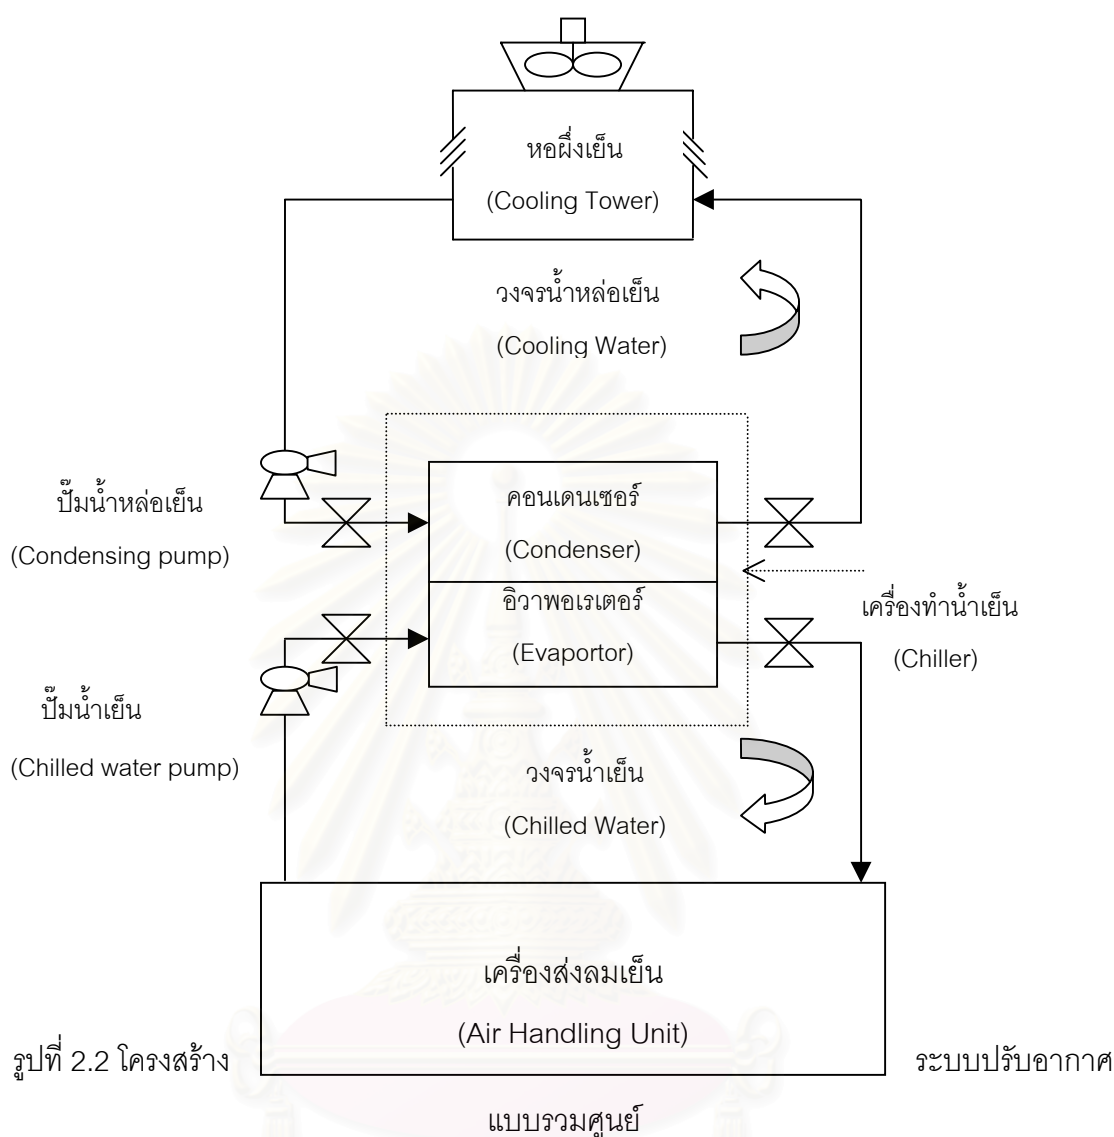 หอผึ่งเย็น
(Cooling Tower)
วงจรน้ำหล่อเย็น
(Cooling Water)
ปั๊มน้ำหล่อเย็น
(Condensing pump)
คอนเดนเซอร์
(Condenser)
อิวาพอเรเตอร์
(Evaportor)
เครื่องทำน้ำเย็น
(Chiller)
ปั๊มน้ำเย็น
(Chilled water pump)
วงจรน้ำเย็น
(Chilled Water)
เครื่องส่งลมเย็น
(Air Handling Unit)
รูปที่ 2.2 โครงสร้าง ระบบปรับอากาศ
แบบรวมศูนย์